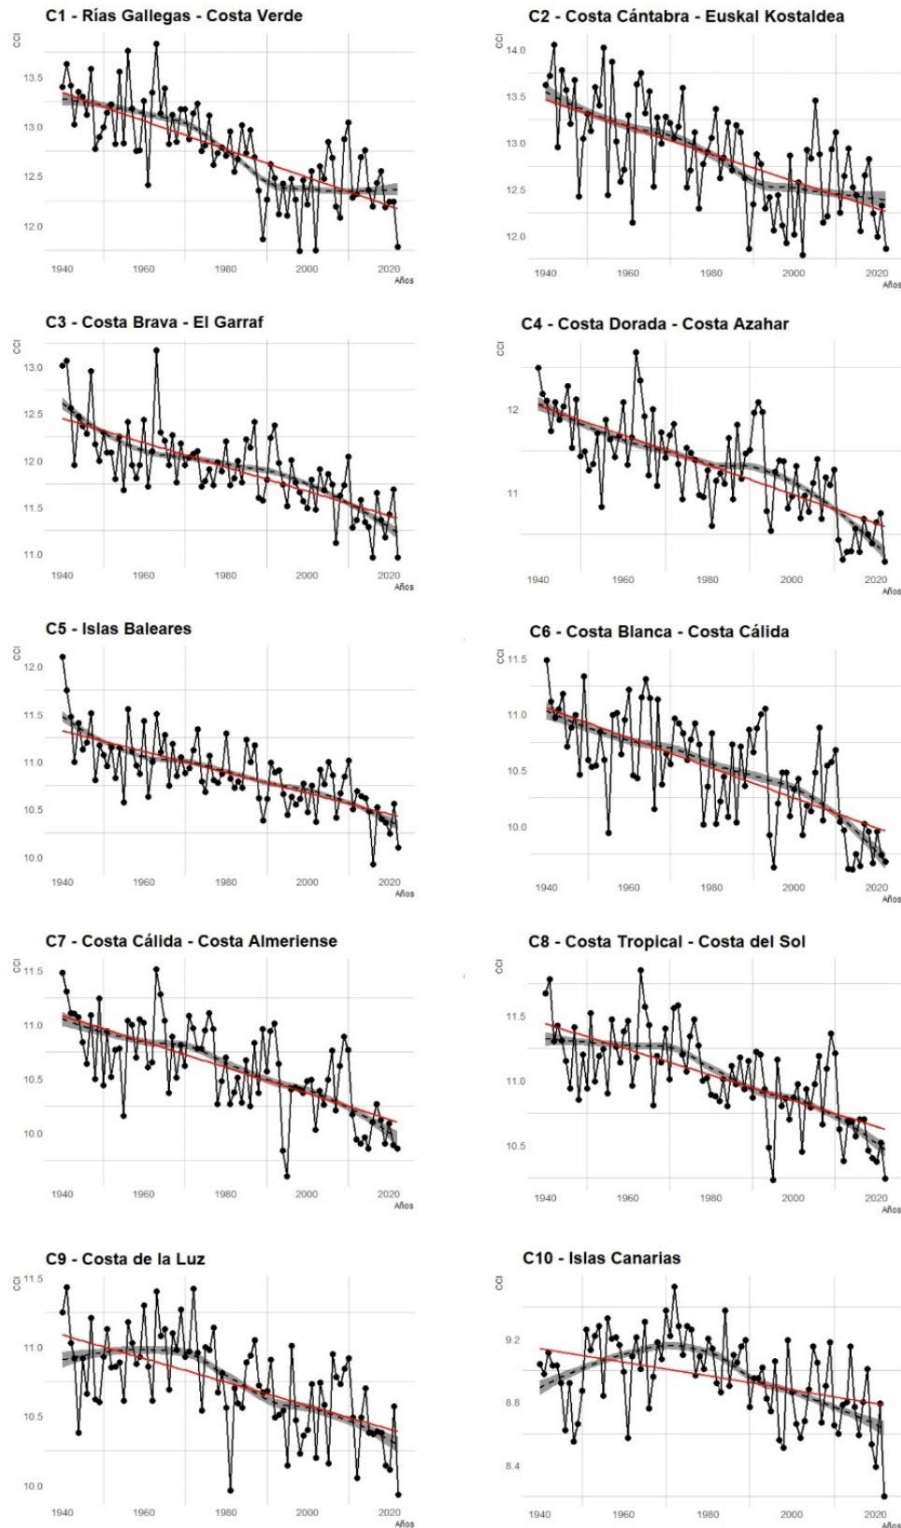 C1 - Rías Gallegas - Costa Verde
CCI
13.5
13.0
12.5
12.0
1940 1960 1980 2000 2020
Años
C2 - Costa Cántabra - Euskal Kostaldea
CCI
14.0
13.5
13.0
12.5
12.0
1940 1960 1980 2000 2020
Años
C3 - Costa Brava - El Garraf
CCI
13.0
12.5
12.0
11.5
11.0
1940 1960 1980 2000 2020
Años
C4 - Costa Dorada - Costa Azahar
CCI
12
11
1940 1960 1980 2000 2020
Años
C5 - Islas Baleares
CCI
12.0
11.5
11.0
10.5
10.0
1940 1960 1980 2000 2020
Años
C6 - Costa Blanca - Costa Cálida
CCI
11.5
11.0
10.5
10.0
1940 1960 1980 2000 2020
Años
C7 - Costa Cálida - Costa Almeriense
CCI
11.5
11.0
10.5
10.0
1940 1960 1980 2000 2020
Años
C8 - Costa Tropical - Costa del Sol
CCI
11.5
11.0
10.5
1940 1960 1980 2000 2020
Años
C9 - Costa de la Luz
CCI
11.5
11.0
10.5
10.0
1940 1960 1980 2000 2020
Años
C10 - Islas Canarias
CCI
9.2
8.8
8.4
1940 1960 1980 2000 2020
Años